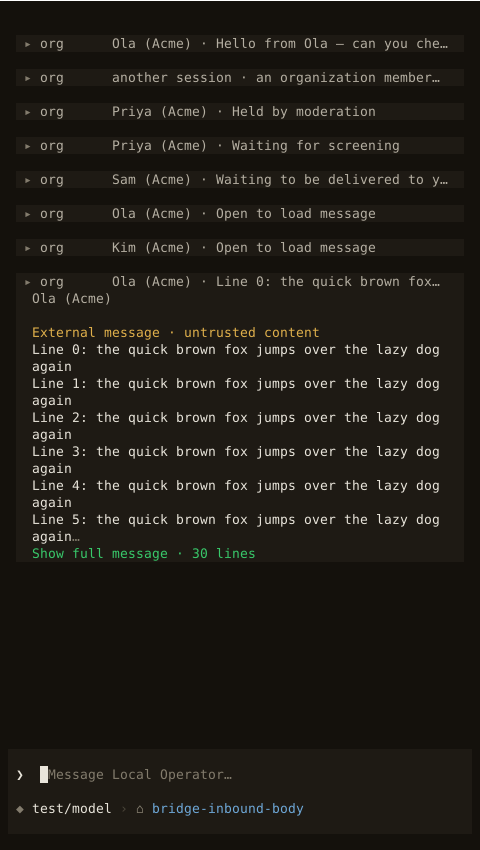 ▸ org Ola (Acme) · Hello from Ola — can you che…
▸ org another session · an organization member…
▸ org Priya (Acme) · Held by moderation
▸ org Priya (Acme) · Waiting for screening
▸ org Sam (Acme) · Waiting to be delivered to y…
▸ org Ola (Acme) · Open to load message
▸ org Kim (Acme) · Open to load message
▸ org Ola (Acme) · Line 0: the quick brown fox…
Ola (Acme)
External message · untrusted content
Line 0: the quick brown fox jumps over the lazy dog
again
Line 1: the quick brown fox jumps over the lazy dog
again
Line 2: the quick brown fox jumps over the lazy dog
again
Line 3: the quick brown fox jumps over the lazy dog
again
Line 4: the quick brown fox jumps over the lazy dog
again
Line 5: the quick brown fox jumps over the lazy dog
again…
Show full message · 30 lines
❯ Message Local Operator…
◆ test/model › ⌂ bridge-inbound-body